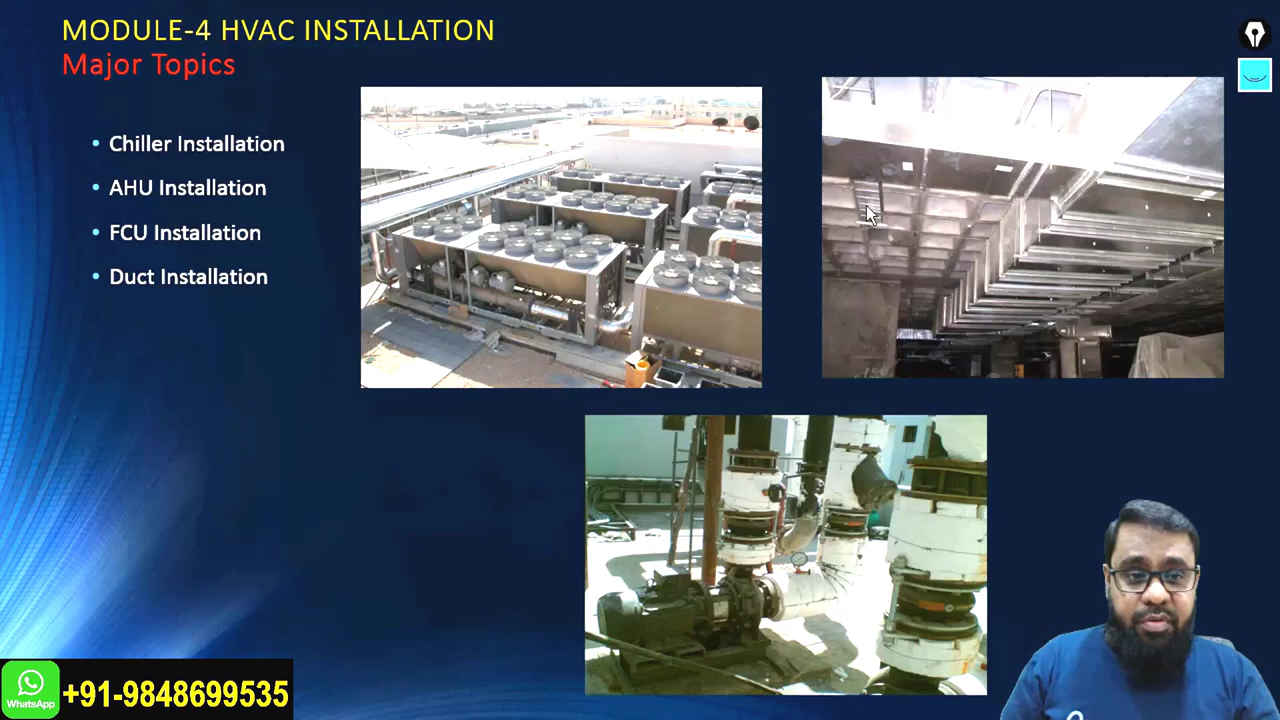 MODULE-4 HVAC INSTALLATION
Major Topics
• Chiller Installation
• AHU Installation
• FCU Installation
• Duct Installation
WhatsApp
+91-9848699535